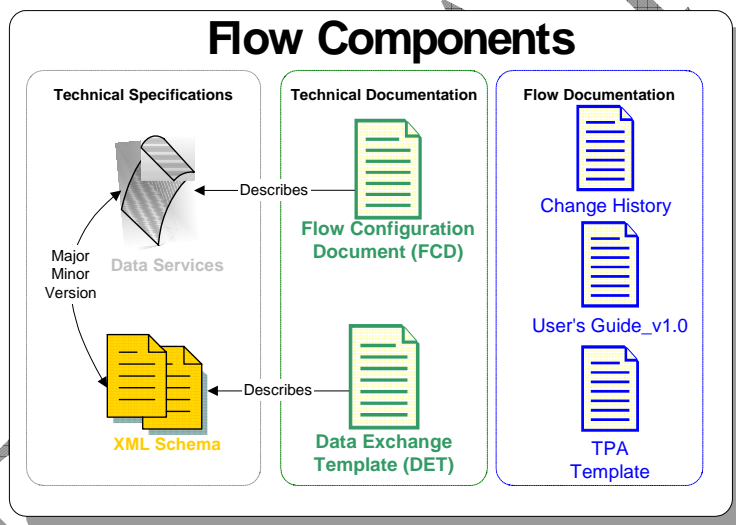 Flow Components
Technical Specifications
Data Services
Major
Minor
Version
XML Schema
Technical Documentation
Describes
Flow Configuration
Document (FCD)
Describes
Data Exchange
Template (DET)
Flow Documentation
Change History
User's Guide_v1.0
TPA
Template